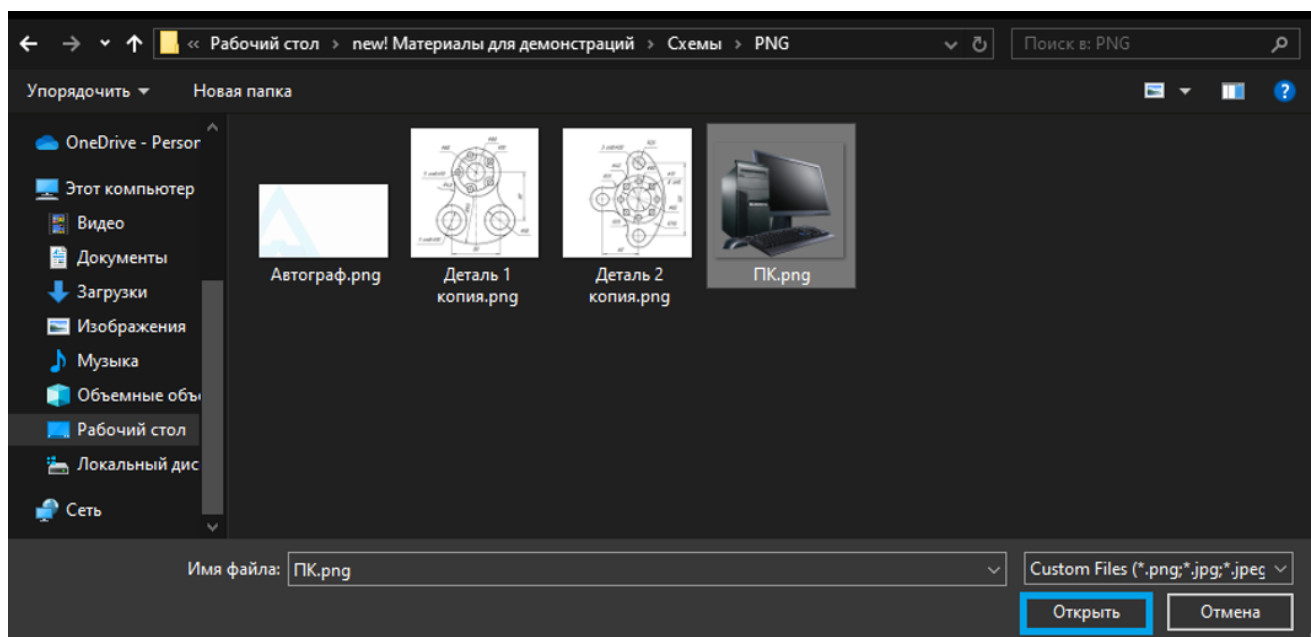 « Рабочий стол › new! Материалы для демонстраций › Схемы › PNG
Поиск в: PNG
Упорядочить
Новая папка
OneDrive - Person
Этот компьютер
Видео
Документы
Загрузки
Изображения
Музыка
Объемные объ
Рабочий стол
Локальный дис
Сеть
Автограф.png
Деталь 1
копия.png
Деталь 2
копия.png
ПК.png
Имя файла: ПК.png
Custom Files (*.png;*.jpg;*.jpeg
Открыть
Отмена